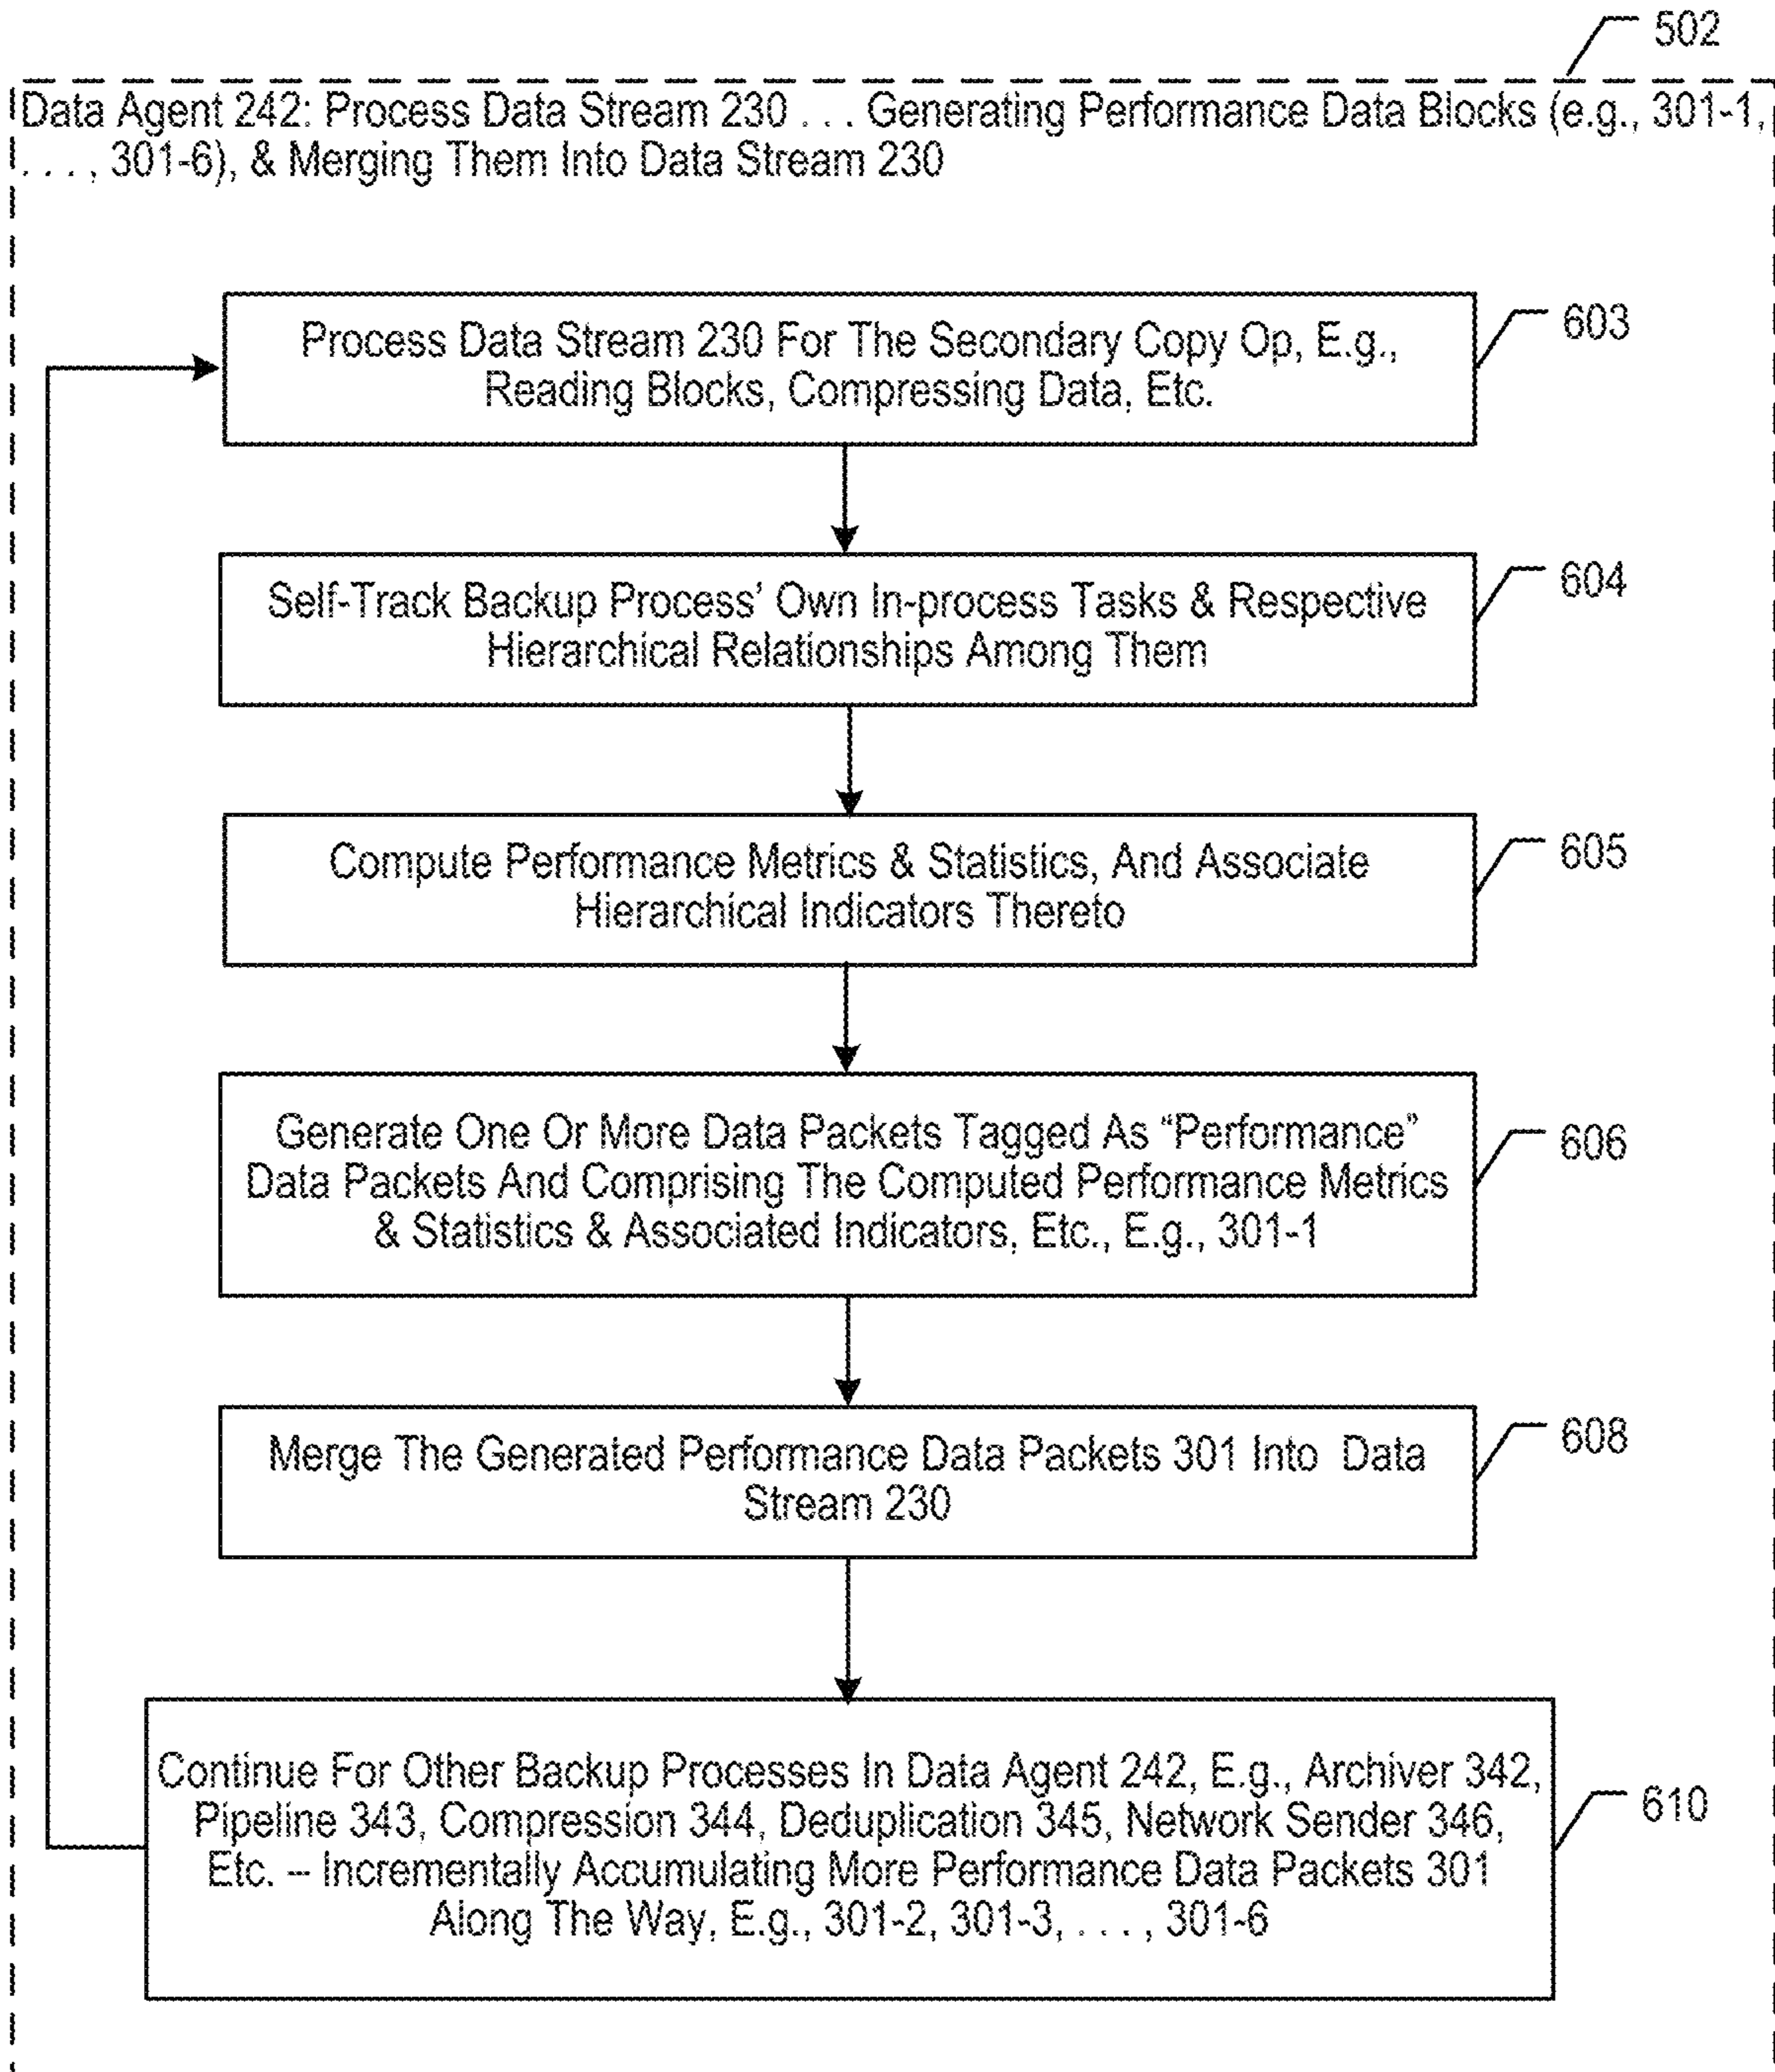 502
Data Agent 242: Process Data Stream 230 . . . Generating Performance Data Blocks (e.g., 301-1,
. . . , 301-6), & Merging Them Into Data Stream 230
Process Data Stream 230 For The Secondary Copy Op, E.g.,
Reading Blocks, Compressing Data, Etc.
603
Self-Track Backup Process’ Own In-process Tasks & Respective
Hierarchical Relationships Among Them
604
Compute Performance Metrics & Statistics, And Associate
Hierarchical Indicators Thereto
605
Generate One Or More Data Packets Tagged As “Performance”
Data Packets And Comprising The Computed Performance Metrics
& Statistics & Associated Indicators, Etc., E.g., 301-1
606
Merge The Generated Performance Data Packets 301 Into Data
Stream 230
608
Continue For Other Backup Processes In Data Agent 242, E.g., Archiver 342,
Pipeline 343, Compression 344, Deduplication 345, Network Sender 346,
Etc. – Incrementally Accumulating More Performance Data Packets 301
Along The Way, E.g., 301-2, 301-3, . . . , 301-6
610